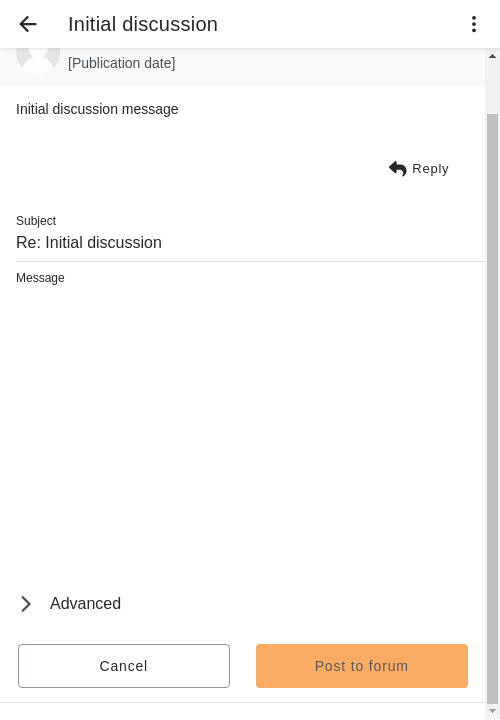 Initial discussion
[Publication date]
Initial discussion message
Reply
Subject
Re: Initial discussion
Message
Advanced
Cancel
Post to forum